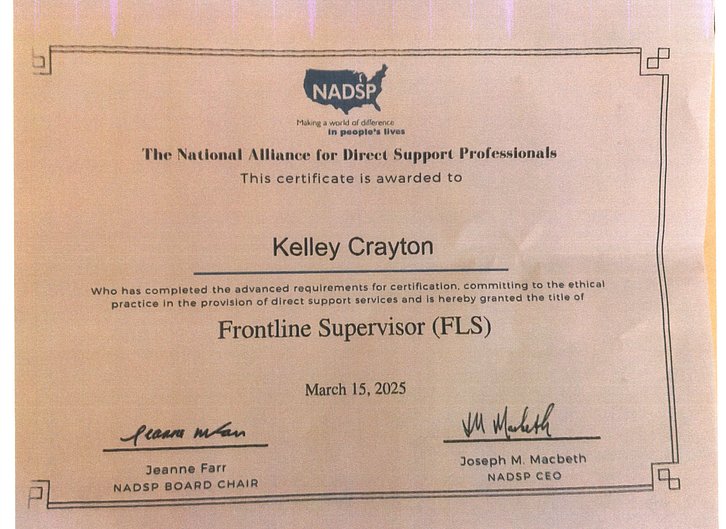 NADSP
Making a world of difference
in people's lives
The National Alliance for Direct Support Professionals
This certificate is awarded to
Kelley Crayton
Who has completed the advanced requirements for certification, committing to the ethical
practice in the provision of direct support services and is hereby granted the title of
Frontline Supervisor (FLS)
March 15, 2025
Jeanne Farr
NADSP BOARD CHAIR
JM Macbeth
Joseph M. Macbeth
NADSP CEO